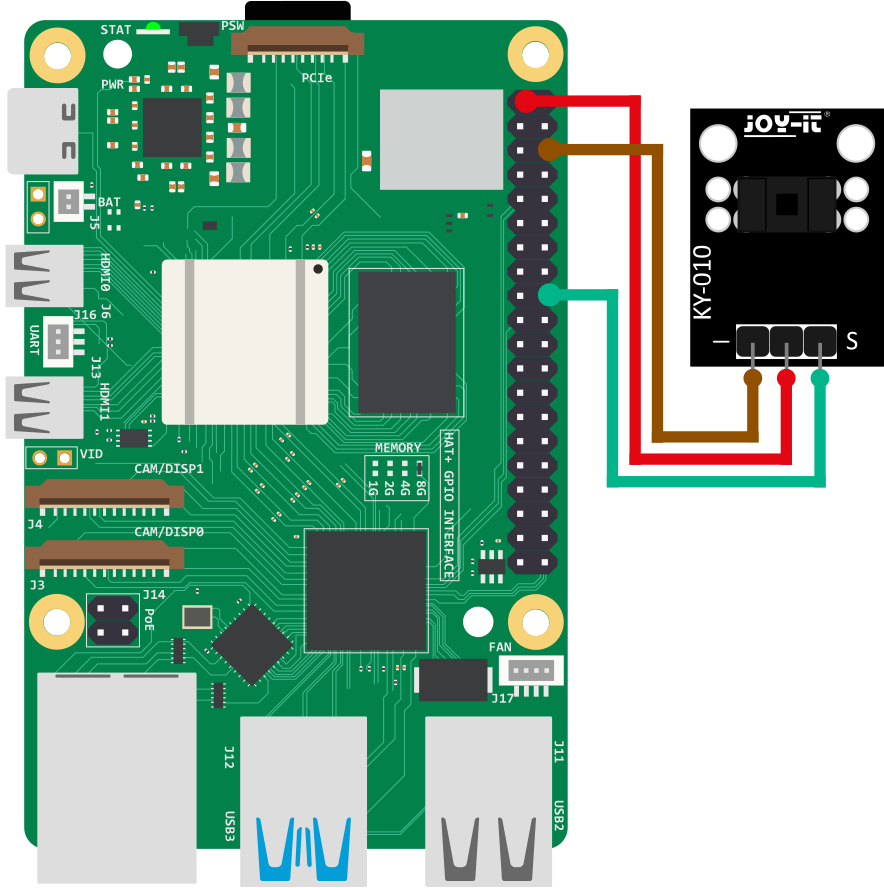 STAT
PSW
PCIe
PWR
JOY-iT®
BAT
J5
HDMI0
J6
J16
UART
J13
HDMI1
KY-010
–
S
VID
MEMORY
1G
2G
4G
8G
HAT+ GPIO INTERFACE
CAM/DISP1
J4
CAM/DISP0
J3
J14
PoE
FAN
J17
J12
USB3
J11
USB2